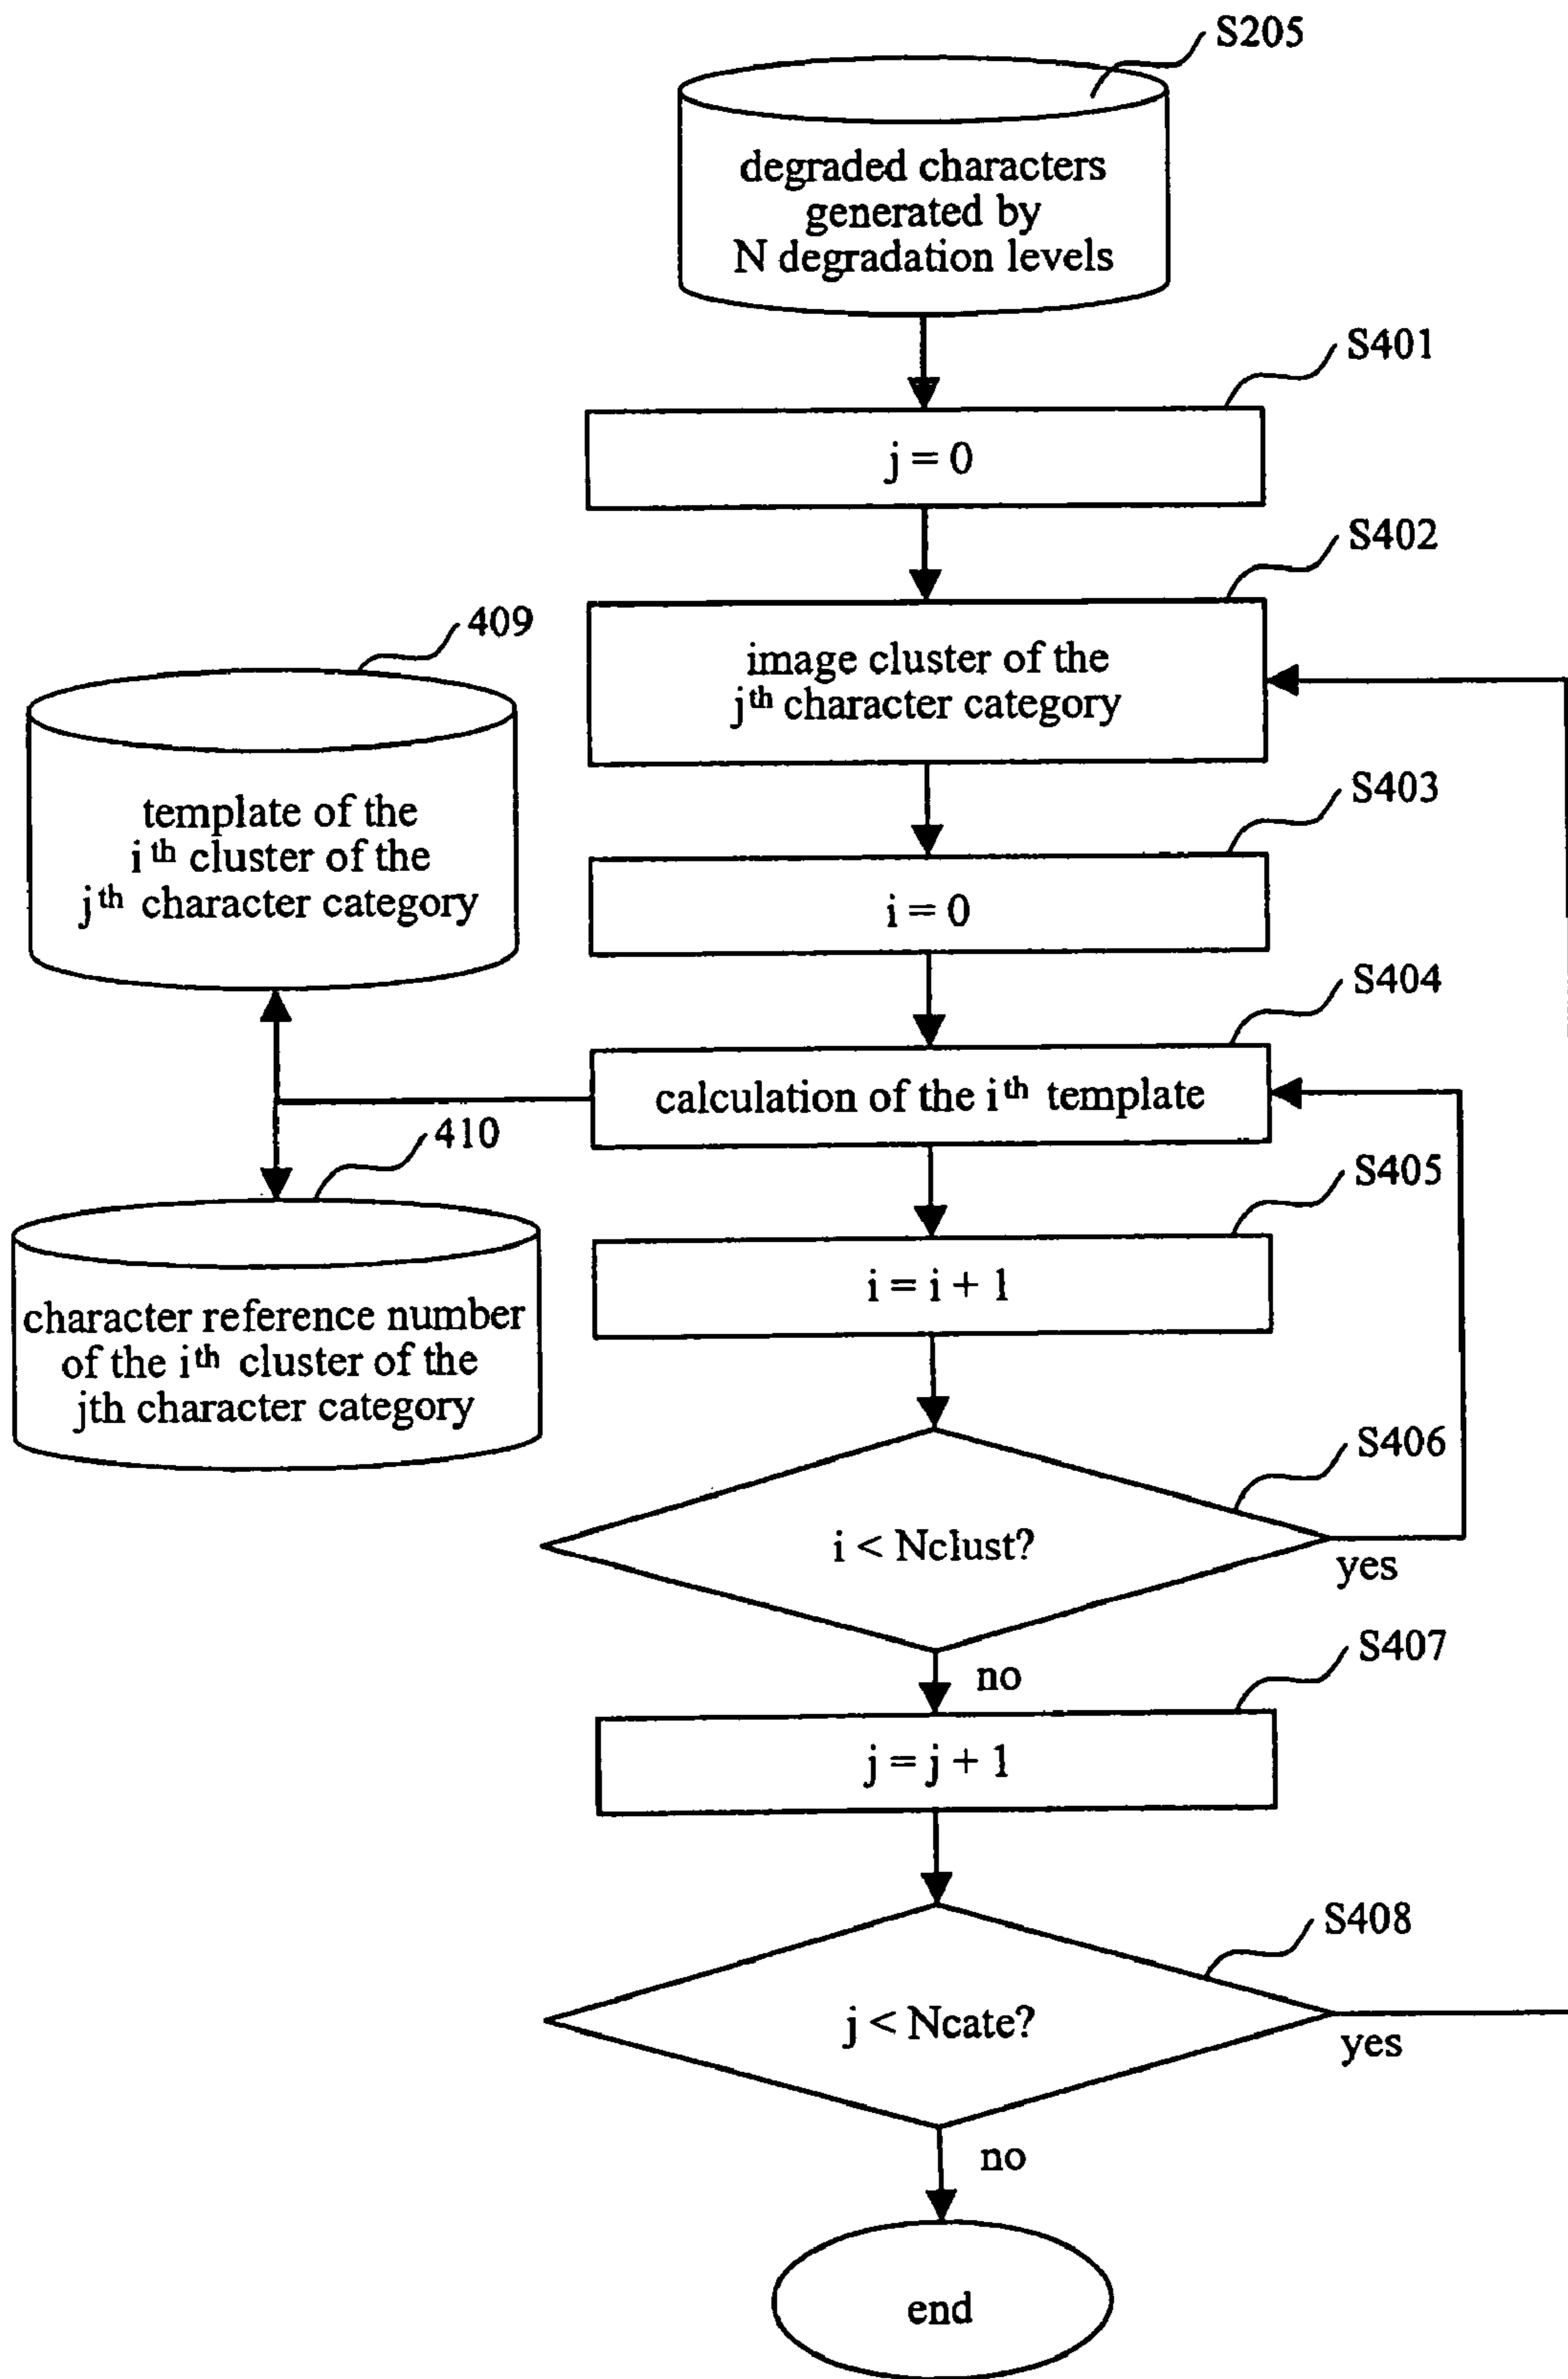 S205
degraded characters
generated by
N degradation levels
S401
j = 0
S402
image cluster of the
jth character category
409
template of the
ith cluster of the
jth character category
S403
i = 0
S404
calculation of the ith template
410
character reference number
of the ith cluster of the
jth character category
S405
i = i + 1
S406
i < Nclust?
yes
no
S407
j = j + 1
S408
j < Ncate?
yes
no
end